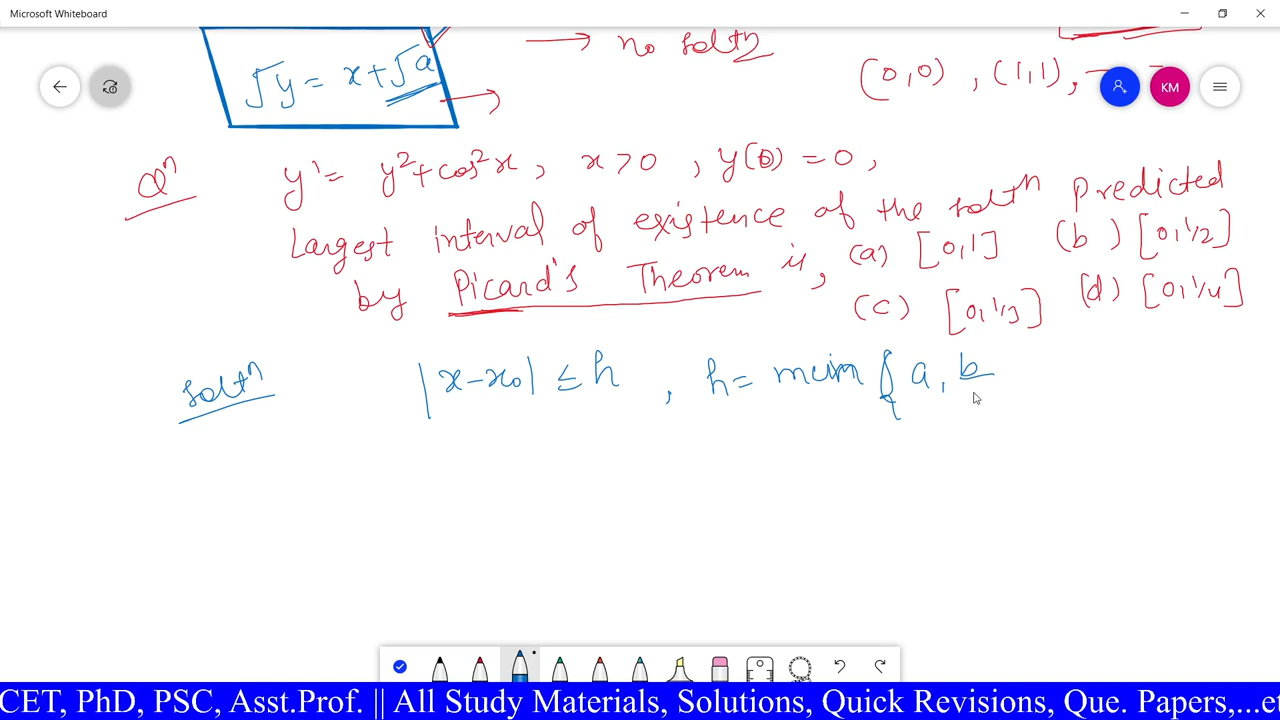 Microsoft Whiteboard
√y = x+√a
→ no soltn
(0,0), (1,1), – –
KM
Qn y' = y²+cos²x, x>0, y(0) = 0,
Largest interval of existence of the soltn predicted
by Picard's Theorem is, (a) [0,1] (b) [0,1/2]
(c) [0,1/3] (d) [0,1/4]
soltn |x-x₀| ≤ h, h = min { a, b
CET, PhD, PSC, Asst.Prof. || All Study Materials, Solutions, Quick Revisions, Que. Papers,...e